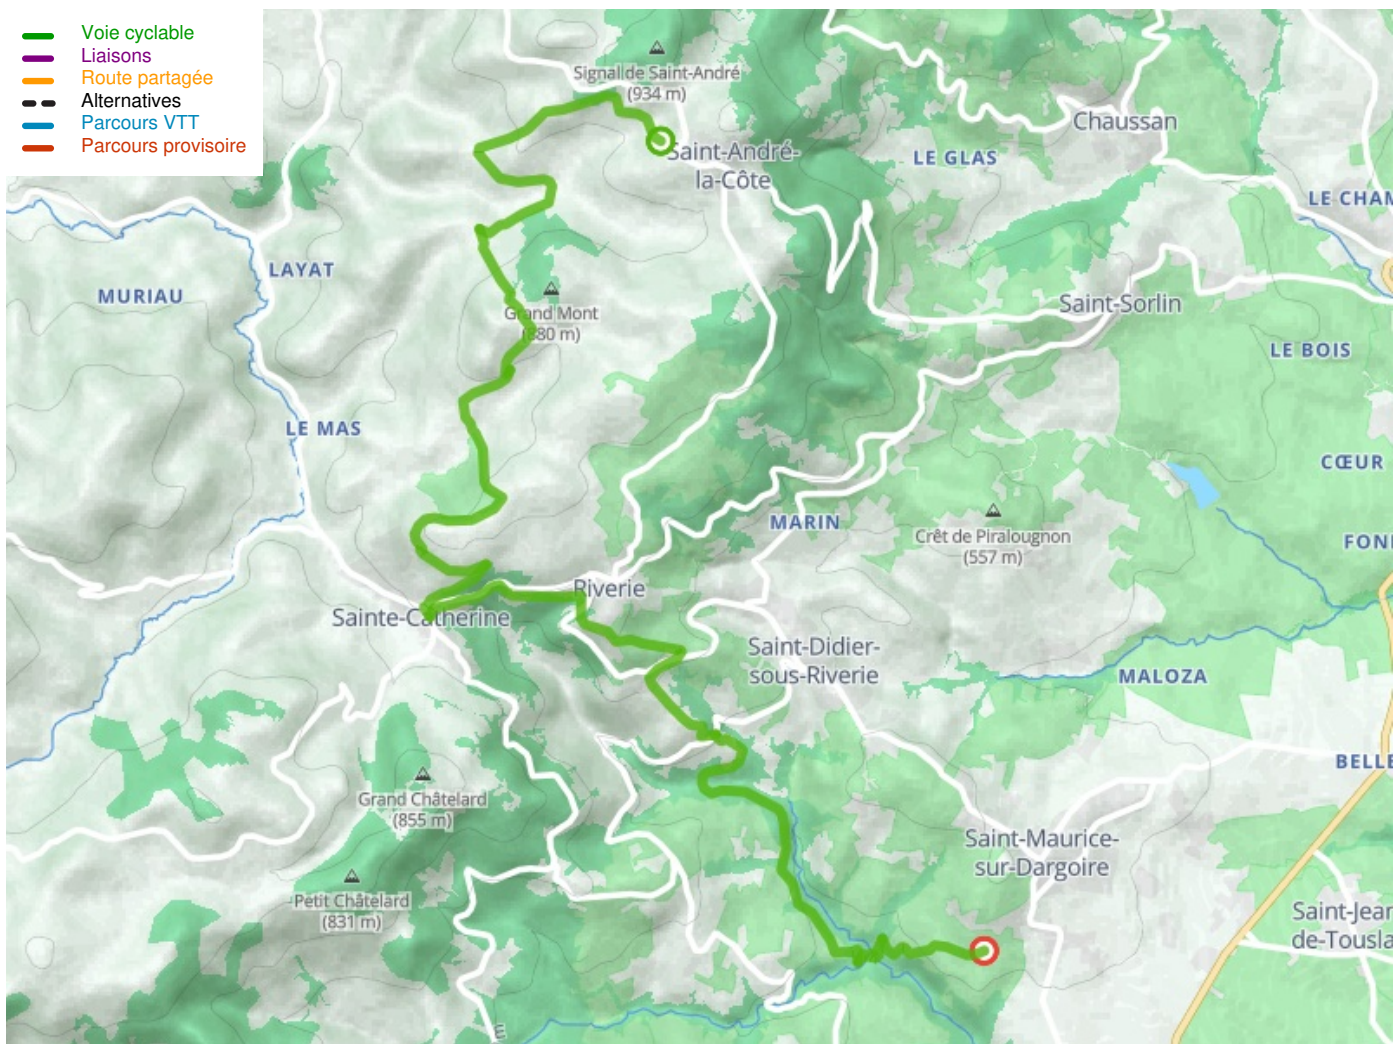 Voie cyclable
Liaisons
Route partagée
Alternatives
Parcours VTT
Parcours provisoire
Signal de Saint-André
(934 m)
Chaussan
Saint-André-
la-Côte
LE GLAS
LE CHAM
LAYAT
MURIAU
Grand Mont
(880 m)
Saint-Sorlin
LE BOIS
LE MAS
CŒUR
MARIN
Crêt de Piralougnon
(557 m)
FONI
Riverie
Sainte-Catherine
Saint-Didier-
sous-Riverie
MALOZA
BELLE
Grand Châtelard
(855 m)
Saint-Maurice-
sur-Dargoire
Petit Châtelard
(831 m)
Saint-Jean
de-Tousla
E